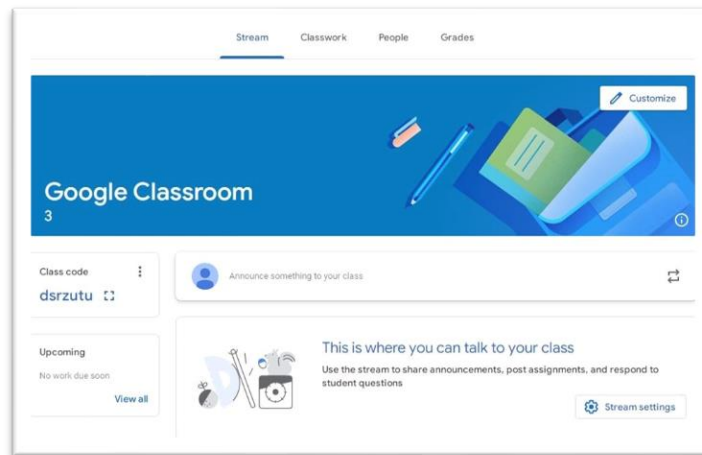 Stream Classwork People Grades
Customize
Google Classroom
3
Class code
dsrzutu
Announce something to your class
Upcoming
No work due soon
View all
This is where you can talk to your class
Use the stream to share announcements, post assignments, and respond to
student questions
Stream settings